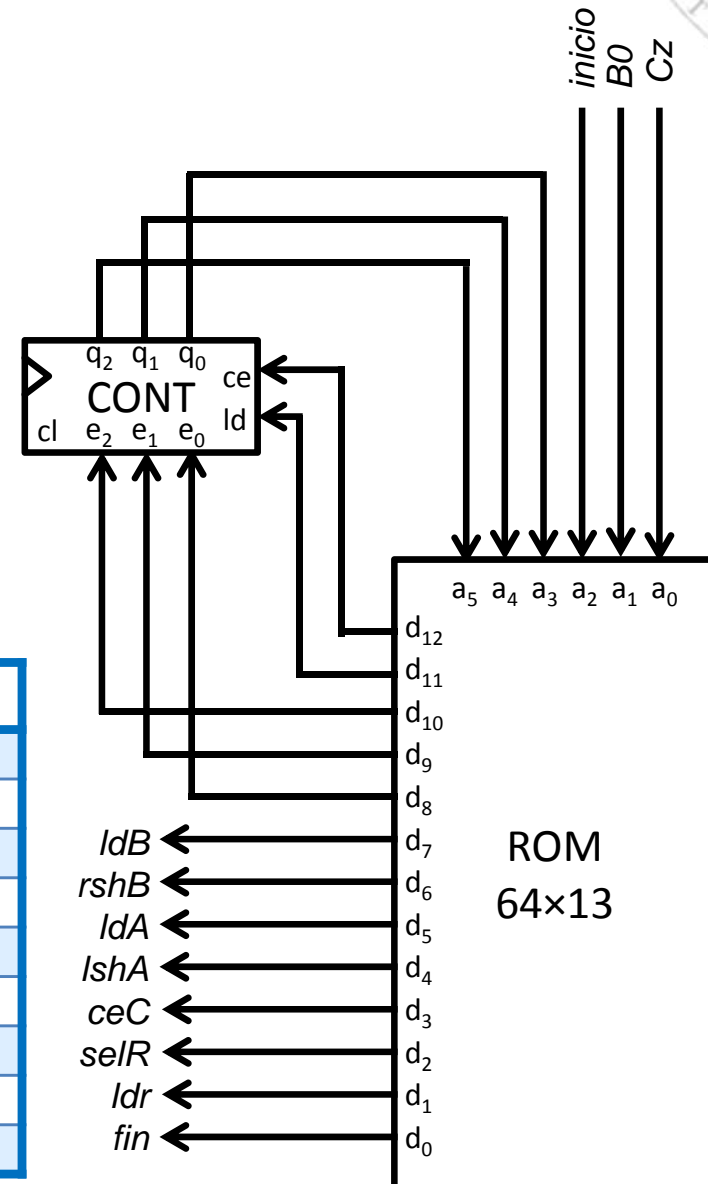 inicio
B0
Cz
q2 q1 q0
ce
CONT
ld
cl e2 e1 e0
a5 a4 a3 a2 a1 a0
d12
d11
d10
d9
d8
ldB d7
ROM
rshB d6
64×13
ldA d5
lshA d4
ceC d3
selR d2
ldr d1
fin d0